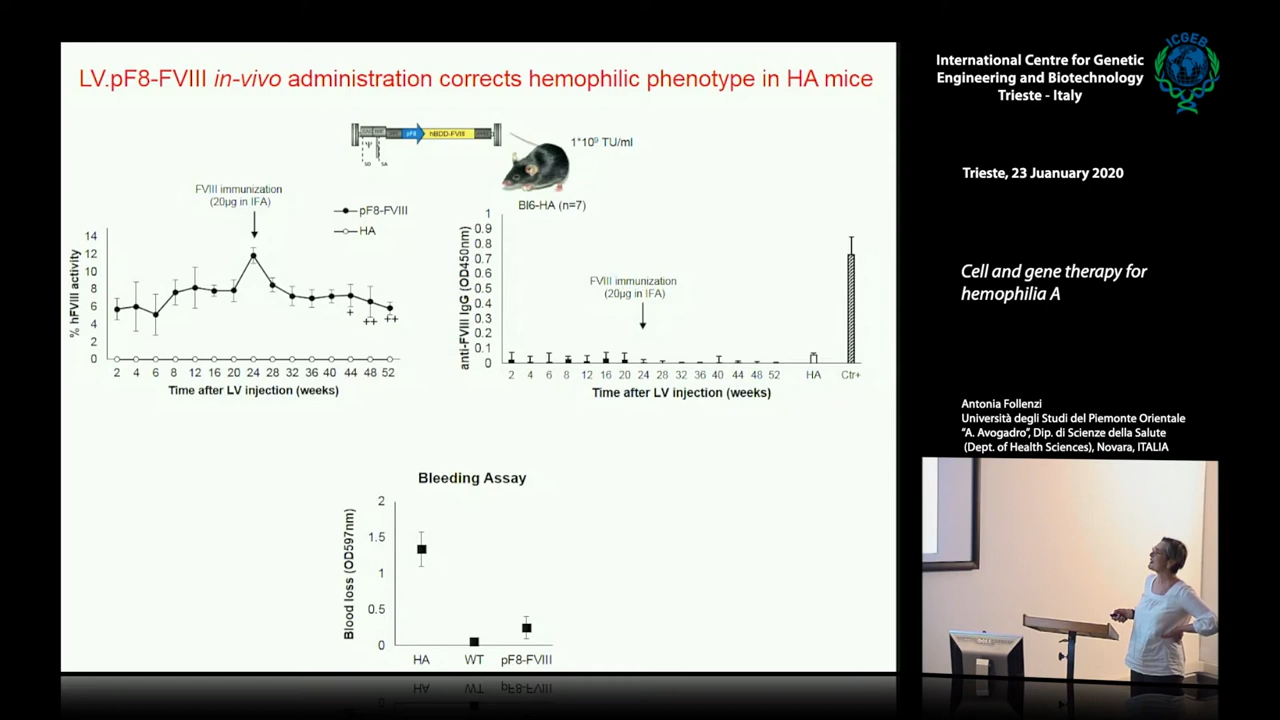 LV.pF8-FVIII in-vivo administration corrects hemophilic phenotype in HA mice
pF8
hBDD-FVIII
Ψ
SD
SA
1*10⁹ TU/ml
Bl6-HA (n=7)
FVIII immunization
(20µg in IFA)
pF8-FVIII
HA
% hFVIII activity
14
12
10
8
6
4
2
0
+
++
++
2 4 6 8 12 16 20 24 28 32 36 40 44 48 52
Time after LV injection (weeks)
anti-FVIII IgG (OD450nm)
1
0.9
0.8
0.7
0.6
0.5
0.4
0.3
0.2
0.1
0
FVIII immunization
(20µg in IFA)
2 4 6 8 12 16 20 24 28 32 36 40 44 48 52 HA Ctr+
Time after LV injection (weeks)
Bleeding Assay
Blood loss (OD597nm)
2
1.5
1
0.5
0
HA WT pF8-FVIII
ICGEB
International Centre for Genetic
Engineering and Biotechnology
Trieste - Italy
Trieste, 23 Juanuary 2020
Cell and gene therapy for
hemophilia A
Antonia Follenzi
Università degli Studi del Piemonte Orientale
“A. Avogadro”, Dip. di Scienze della Salute
(Dept. of Health Sciences), Novara, ITALIA